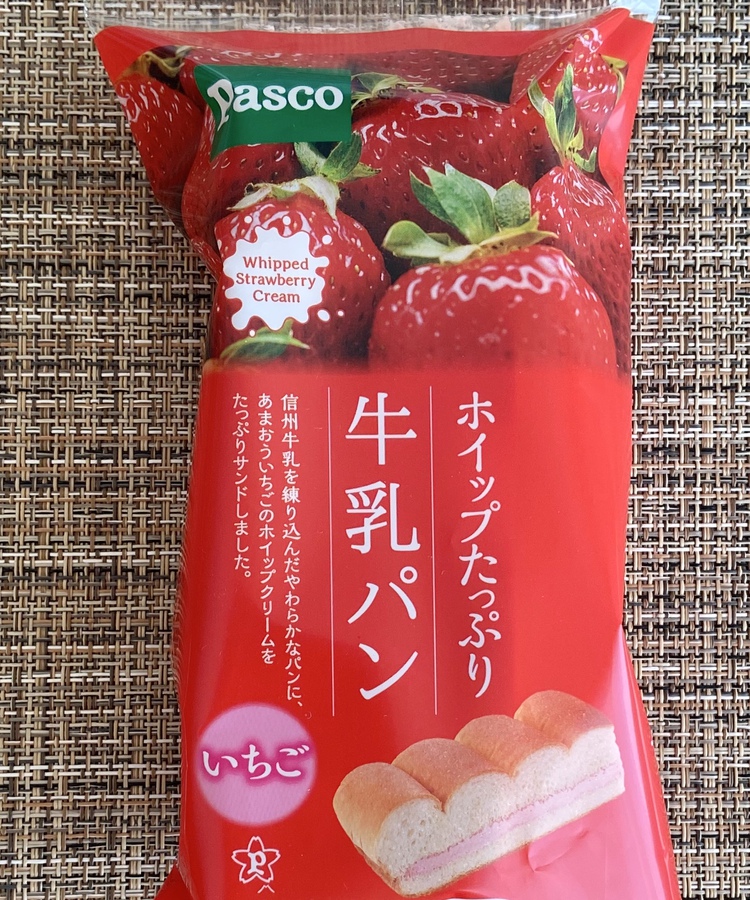 Pasco
Whipped
Strawberry
Cream
ホイップたっぷり
牛乳パン
信州牛乳を練り込んだやわらかなパンに、
あまおういちごのホイップクリームを
たっぷりサンドしました。
いちご
P